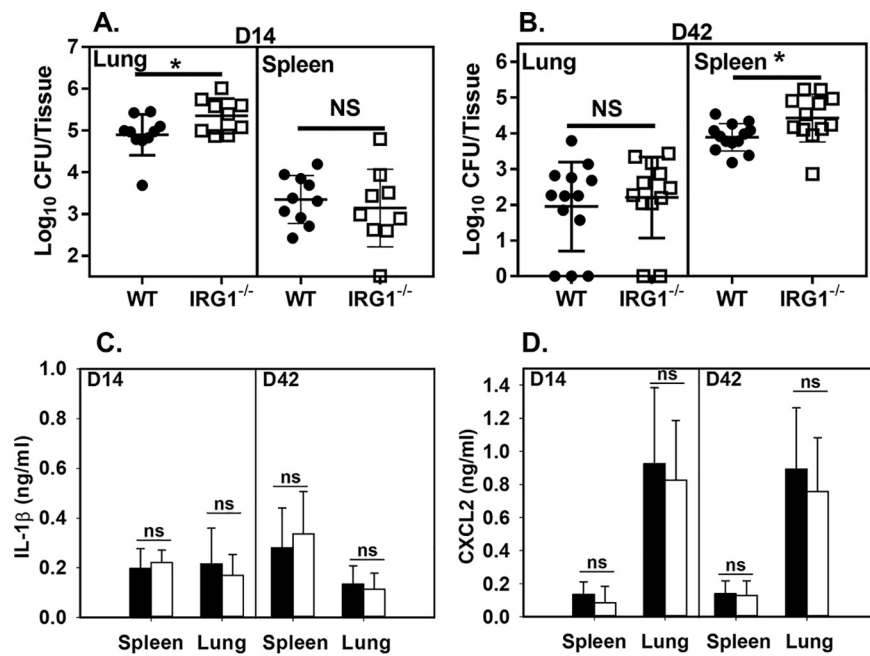 A.
D14
Lung
*
Spleen
NS
Log10 CFU/Tissue
7
6
5
4
3
2
WT
IRG1-/-
WT
IRG1-/-
B.
D42
Lung
NS
Spleen *
Log10 CFU/Tissue
6
5
4
3
2
1
0
WT
IRG1-/-
WT
IRG1-/-
C.
D14
D42
IL-1β (ng/ml)
1.0
0.8
0.6
0.4
0.2
0.0
ns
ns
ns
ns
Spleen
Lung
Spleen
Lung
D.
D14
D42
CXCL2 (ng/ml)
1.4
1.2
1.0
0.8
0.6
0.4
0.2
0.0
ns
ns
ns
ns
Spleen
Lung
Spleen
Lung